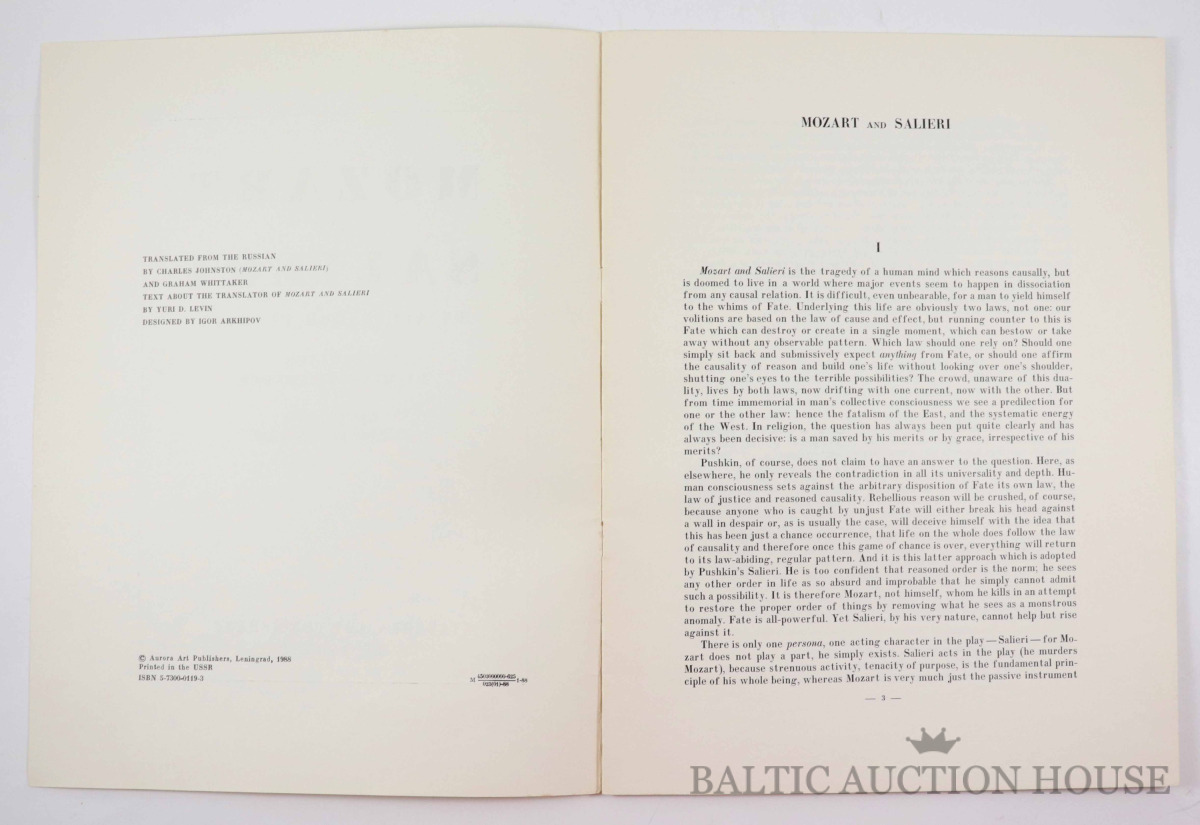 TRANSLATED FROM THE RUSSIAN
BY CHARLES JOHNSTON (MOZART AND SALIERI)
AND GRAHAM WHITTAKER
TEXT ABOUT THE TRANSLATOR OF MOZART AND SALIERI
BY YURI D. LEVIN
DESIGNED BY IGOR ARKHIPOV
© Aurora Art Publishers, Leningrad, 1988
Printed in the USSR
ISBN 5-7300-0119-3
MOZART AND SALIERI
I
Mozart and Salieri is the tragedy of a human mind which reasons causally, but
is doomed to live in a world where major events seem to happen in dissociation
from any causal relation. It is difficult, even unbearable, for a man to yield himself
to the whims of Fate. Underlying this life are obviously two laws, not one: our
volitions are based on the law of cause and effect, but running counter to this is
Fate which can destroy or create in a single moment, which can bestow or take
away without any observable pattern. Which law should one rely on? Should one
simply sit back and submissively expect anything from Fate, or should one affirm
the causality of reason and build one's life without looking over one's shoulder,
shutting one's eyes to the terrible possibilities? The crowd, unaware of this dua-
lity, lives by both laws, now drifting with one current, now with the other. But
from time immemorial in man's collective consciousness we see a predilection for
one or the other law: hence the fatalism of the East, and the systematic energy
of the West. In religion, the question has always been put quite clearly and has
always been decisive: is a man saved by his merits or by grace, irrespective of his
merits?
Pushkin, of course, does not claim to have an answer to the question. Here, as
elsewhere, he only reveals the contradiction in all its universality and depth. Hu-
man consciousness sets against the arbitrary disposition of Fate its own law, the
law of justice and reasoned causality. Rebellious reason will be crushed, of course,
because anyone who is caught by unjust Fate will either break his head against
a wall in despair or, as is usually the case, will deceive himself with the idea that
this has been just a chance occurrence, that life on the whole does follow the law
of causality and therefore once this game of chance is over, everything will return
to its law-abiding, regular pattern. And it is this latter approach which is adopted
by Pushkin's Salieri. He is too confident that reasoned order is the norm; he sees
any other order in life as so absurd and improbable that he simply cannot admit
such a possibility. It is therefore Mozart, not himself, whom he kills in an attempt
to restore the proper order of things by removing what he sees as a monstrous
anomaly. Fate is all-powerful. Yet Salieri, by his very nature, cannot help but rise
against it.
There is only one persona, one acting character in the play — Salieri — for Mo-
zart does not play a part, he simply exists. Salieri acts in the play (he murders
Mozart), because strenuous activity, tenacity of purpose, is the fundamental prin-
ciple of his whole being, whereas Mozart is very much just the passive instrument
— 3 —
BALTIC AUCTION HOUSE